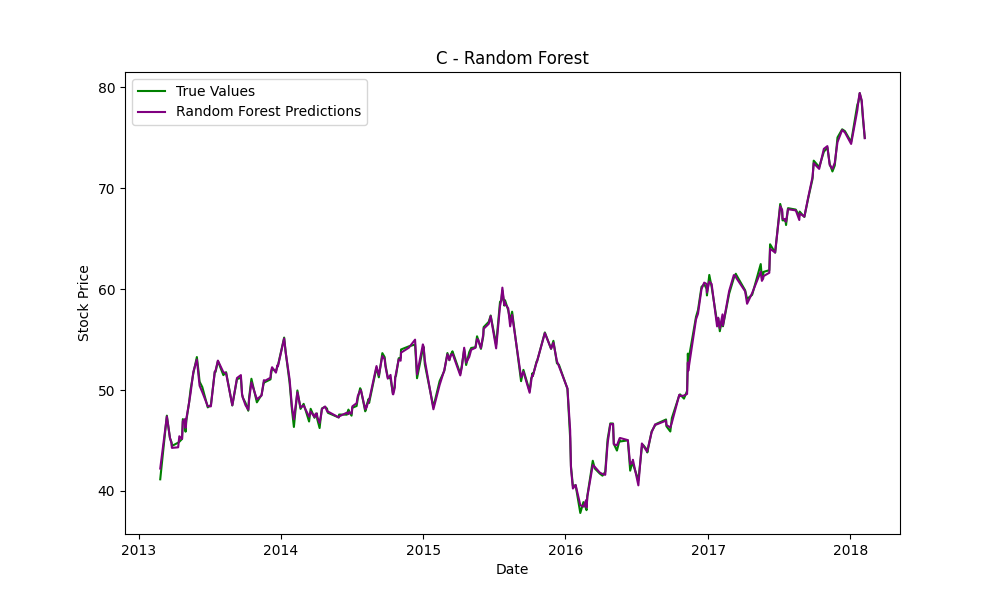 C - Random Forest
True Values
Random Forest Predictions
80
70
60
50
40
Stock Price
2013 2014 2015 2016 2017 2018
Date